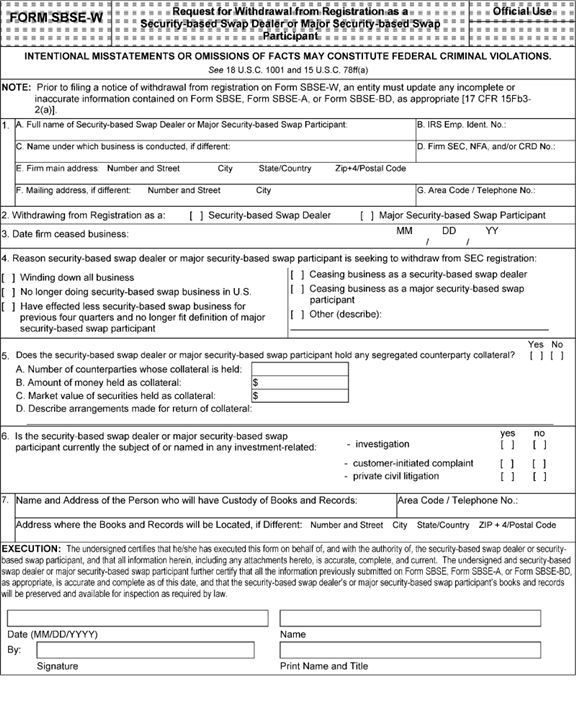 FORM SBSE-W
Request for Withdrawal from Registration as a
Security-based Swap Dealer or Major Security-based Swap
Participant
Official Use
INTENTIONAL MISSTATEMENTS OR OMISSIONS OF FACTS MAY CONSTITUTE FEDERAL CRIMINAL VIOLATIONS.
See 18 U.S.C. 1001 and 15 U.S.C. 78ff(a)
NOTE: Prior to filing a notice of withdrawal from registration on Form SBSE-W, an entity must update any incomplete or
inaccurate information contained on Form SBSE, Form SBSE-A, or Form SBSE-BD, as appropriate [17 CFR 15Fb3-
2(a)].
1. A. Full name of Security-based Swap Dealer or Major Security-based Swap Participant: B. IRS Emp. Ident. No.:
C. Name under which business is conducted, if different: D. Firm SEC, NFA, and/or CRD No.:
E. Firm main address: Number and Street City State/Country Zip+4/Postal Code
F. Mailing address, if different: Number and Street City G. Area Code / Telephone No.:
2. Withdrawing from Registration as a: [ ] Security-based Swap Dealer [ ] Major Security-based Swap Participant
3. Date firm ceased business: MM DD YY
/ /
4. Reason security-based swap dealer or major security-based swap participant is seeking to withdraw from SEC registration:
[ ] Winding down all business
[ ] No longer doing security-based swap business in U.S.
[ ] Have effected less security-based swap business for
previous four quarters and no longer fit definition of major
security-based swap participant
[ ] Ceasing business as a security-based swap dealer
[ ] Ceasing business as a major security-based swap
participant
[ ] Other (describe):
Yes No
5. Does the security-based swap dealer or major security-based swap participant hold any segregated counterparty collateral? [ ] [ ]
A. Number of counterparties whose collateral is held:
B. Amount of money held as collateral: $
C. Market value of securities held as collateral: $
D. Describe arrangements made for return of collateral:
yes no
6. Is the security-based swap dealer or major security-based swap
participant currently the subject of or named in any investment-related:
- investigation [ ] [ ]
- customer-initiated complaint [ ] [ ]
- private civil litigation [ ] [ ]
7. Name and Address of the Person who will have Custody of Books and Records: Area Code / Telephone No.:
Address where the Books and Records will be Located, if Different: Number and Street City State/Country ZIP + 4/Postal Code
EXECUTION: The undersigned certifies that he/she has executed this form on behalf of, and with the authority of, the security-based swap dealer or security-
based swap participant, and that all information herein, including any attachments hereto, is accurate, complete, and current. The undersigned and security-based
swap dealer or major security-based swap participant further certify that all the information previously submitted on Form SBSE, Form SBSE-A, or Form SBSE-BD,
as appropriate, is accurate and complete as of this date, and that the security-based swap dealer's or major security-based swap participant's books and records
will be preserved and available for inspection as required by law.
Date (MM/DD/YYYY) Name
By:
Signature Print Name and Title